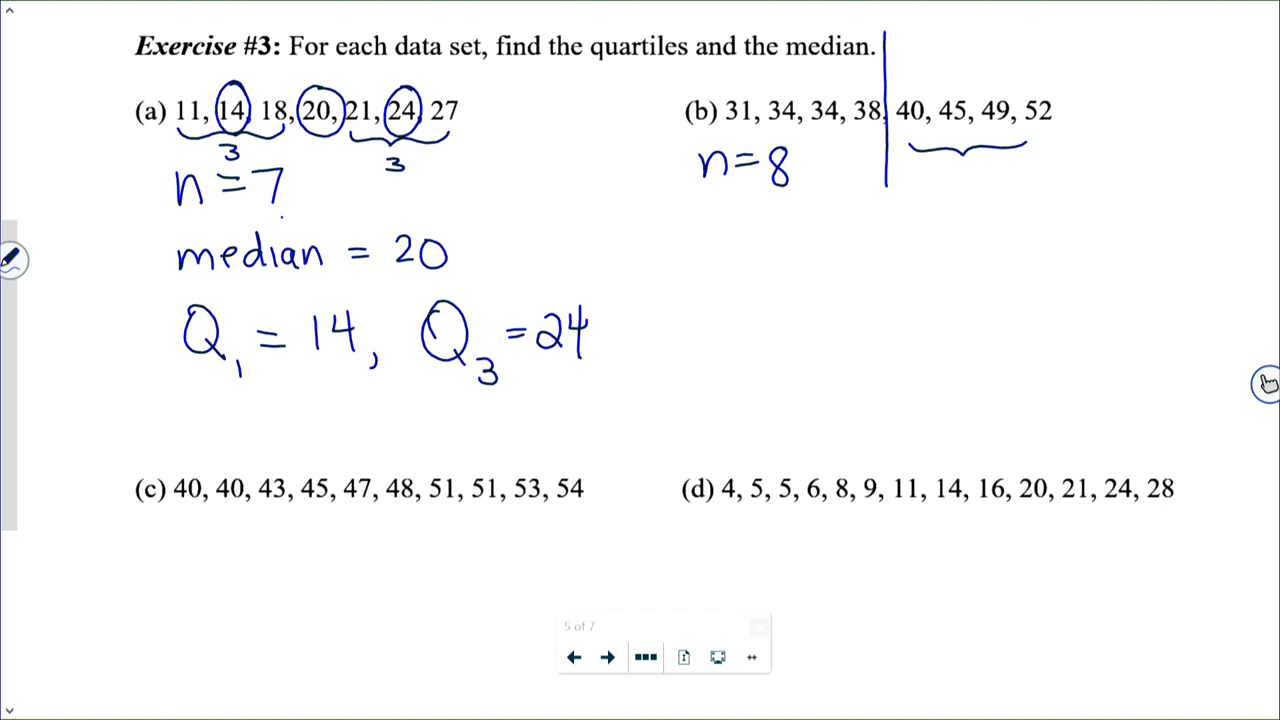 Exercise #3: For each data set, find the quartiles and the median.
(a) 11, 14, 18, 20, 21, 24, 27
3
3
n = 7
median = 20
Q1 = 14, Q3 = 24
(b) 31, 34, 34, 38, 40, 45, 49, 52
n = 8
(c) 40, 40, 43, 45, 47, 48, 51, 51, 53, 54
(d) 4, 5, 5, 6, 8, 9, 11, 14, 16, 20, 21, 24, 28
5 of 7